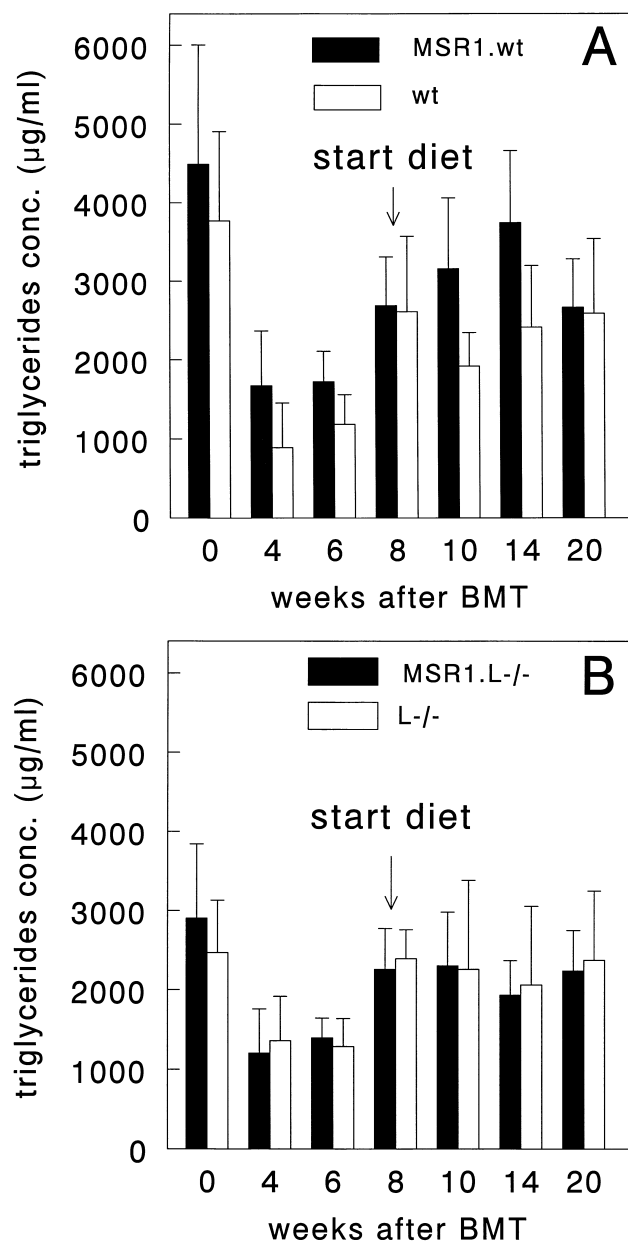 A
MSR1.wt
wt
start diet
triglycerides conc. (µg/ml)
6000
5000
4000
3000
2000
1000
0
0 4 6 8 10 14 20
weeks after BMT
B
MSR1.L-/-
L-/-
start diet
triglycerides conc. (µg/ml)
6000
5000
4000
3000
2000
1000
0
0 4 6 8 10 14 20
weeks after BMT